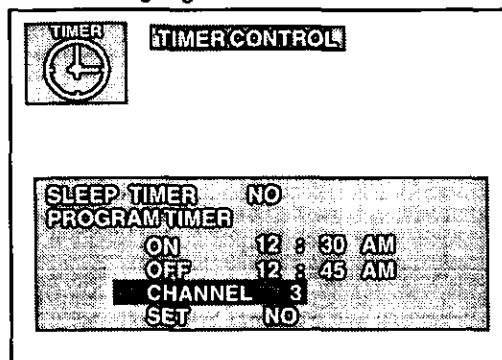 TIMER
TIMER CONTROL
SLEEP TIMER NO
PROGRAM TIMER
ON 12 : 30 AM
OFF 12 : 45 AM
CHANNEL 3
SET NO